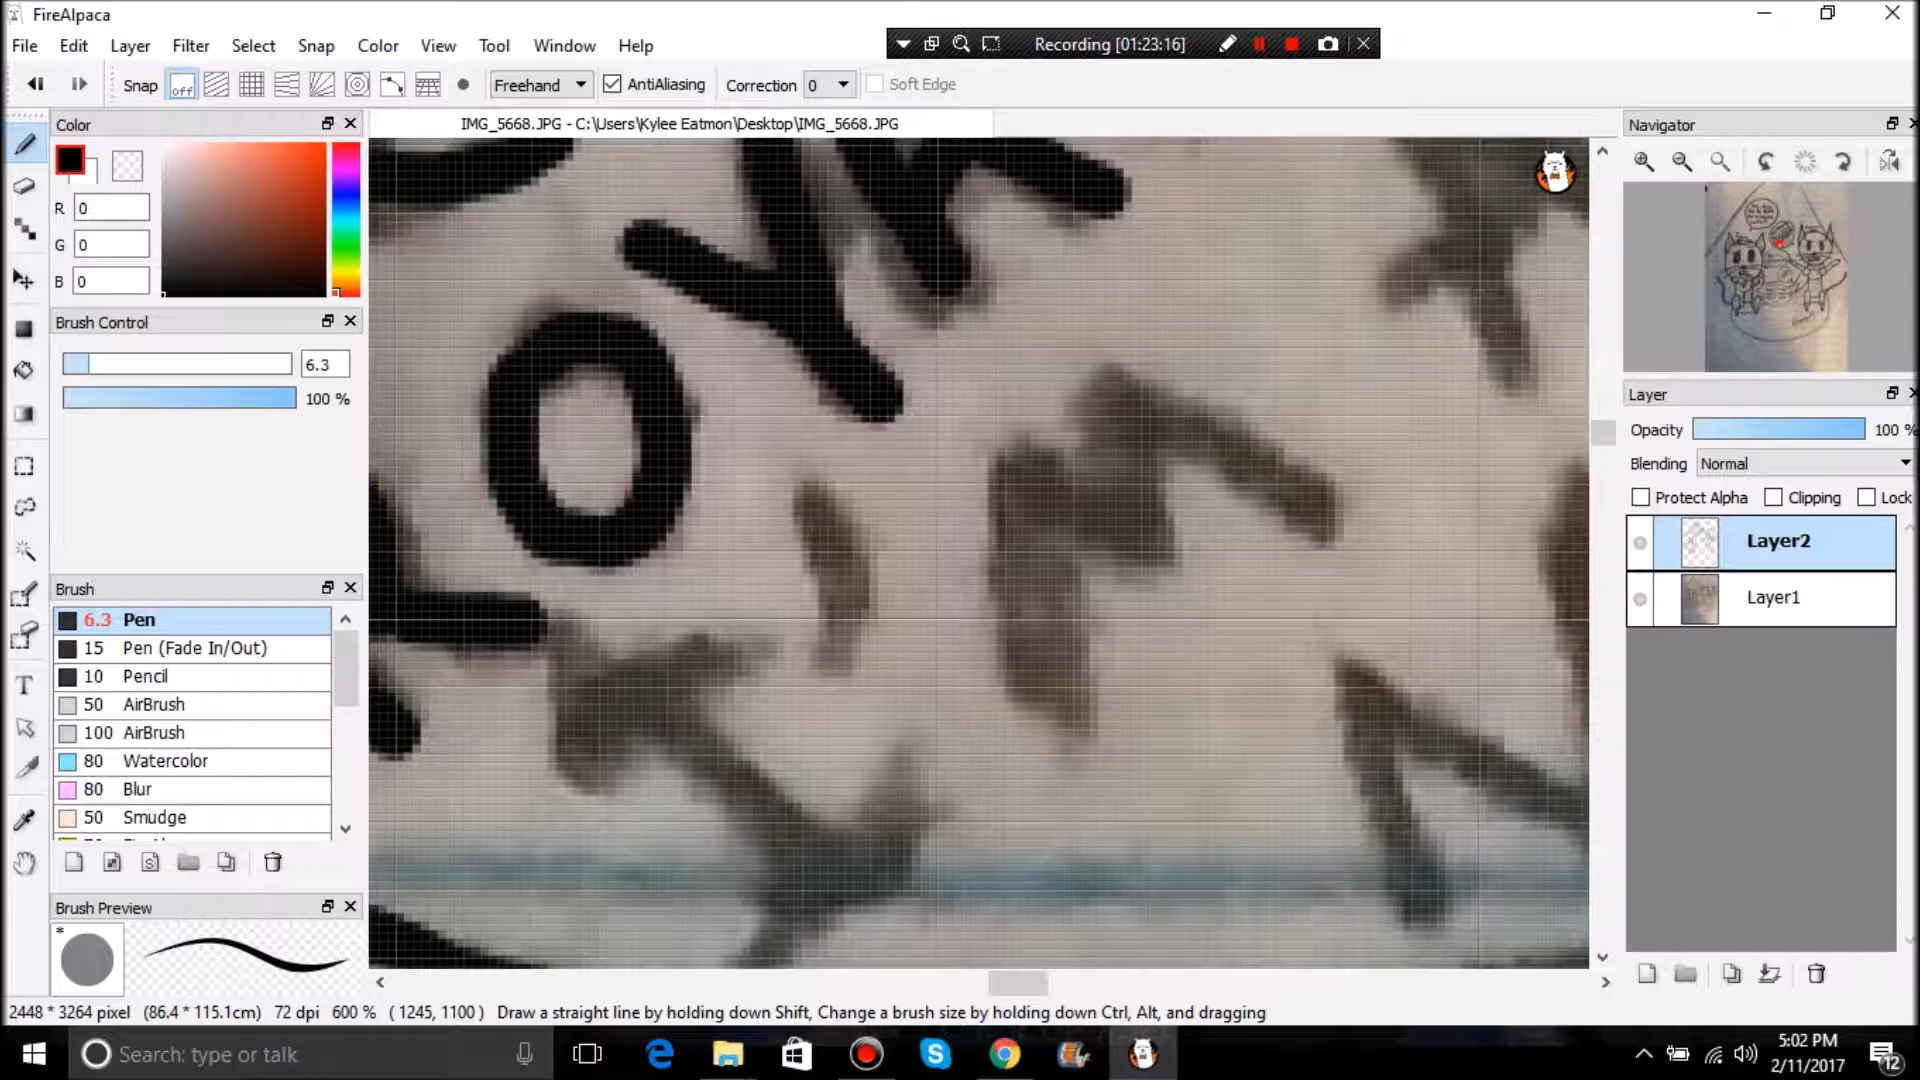 FireAlpaca
File Edit Layer Filter Select Snap Color View Tool Window Help
Recording [01:23:16]
Snap off Freehand AntiAliasing Correction 0 Soft Edge
Color
IMG_5668.JPG - C:\Users\Kylee Eatmon\Desktop\IMG_5668.JPG
Navigator
R 0
G 0
B 0
Brush Control
6.3
100 %
Layer
Opacity 100 %
Blending Normal
Protect Alpha Clipping Lock
Layer2
Layer1
Brush
6.3 Pen
15 Pen (Fade In/Out)
10 Pencil
50 AirBrush
100 AirBrush
80 Watercolor
80 Blur
50 Smudge
Brush Preview
*
2448 * 3264 pixel (86.4 * 115.1cm) 72 dpi 600 % ( 1245, 1100 ) Draw a straight line by holding down Shift, Change a brush size by holding down Ctrl, Alt, and dragging
Search: type or talk
5:02 PM
2/11/2017
12